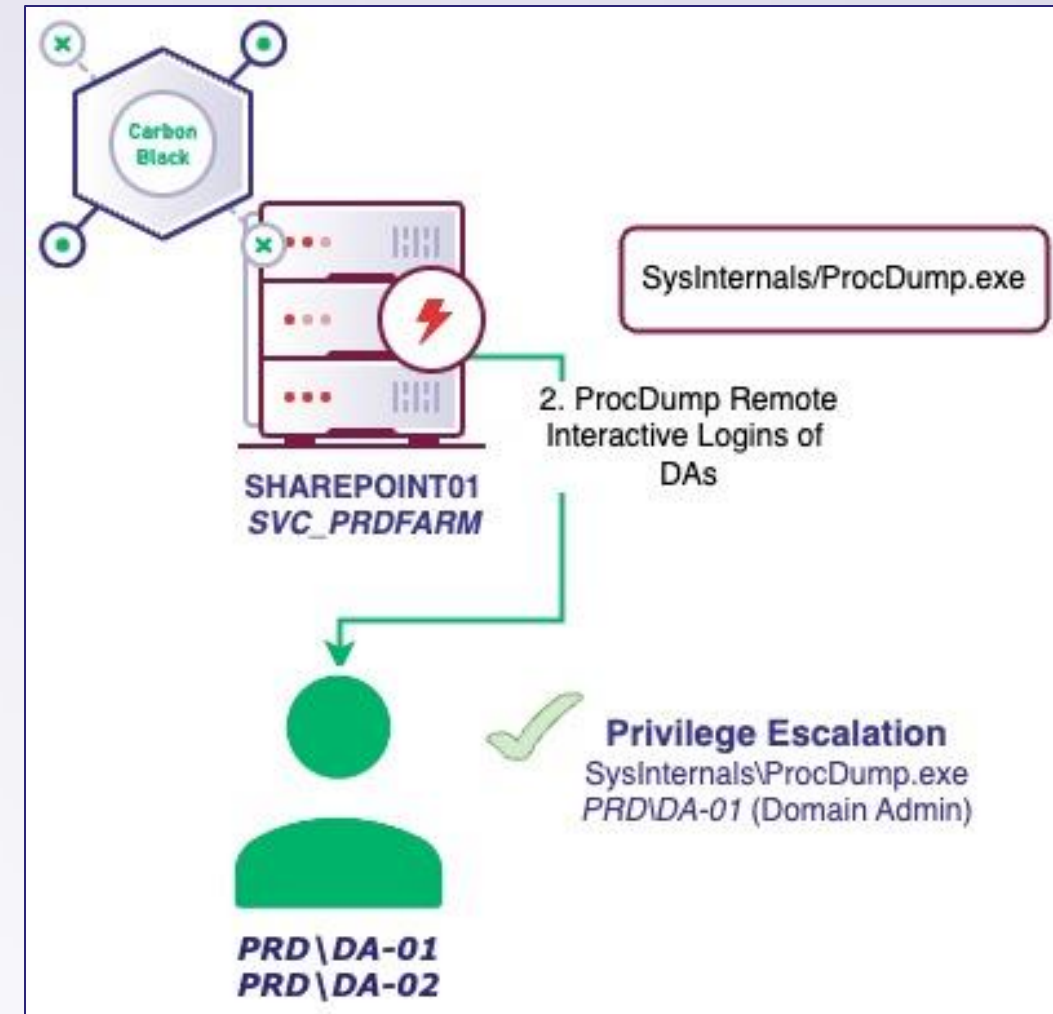 Carbon
Black
SysInternals/ProcDump.exe
2. ProcDump Remote
Interactive Logins of
DAs
SHAREPOINT01
SVC_PRDFARM
Privilege Escalation
SysInternals\ProcDump.exe
PRD\DA-01 (Domain Admin)
PRD\DA-01
PRD\DA-02